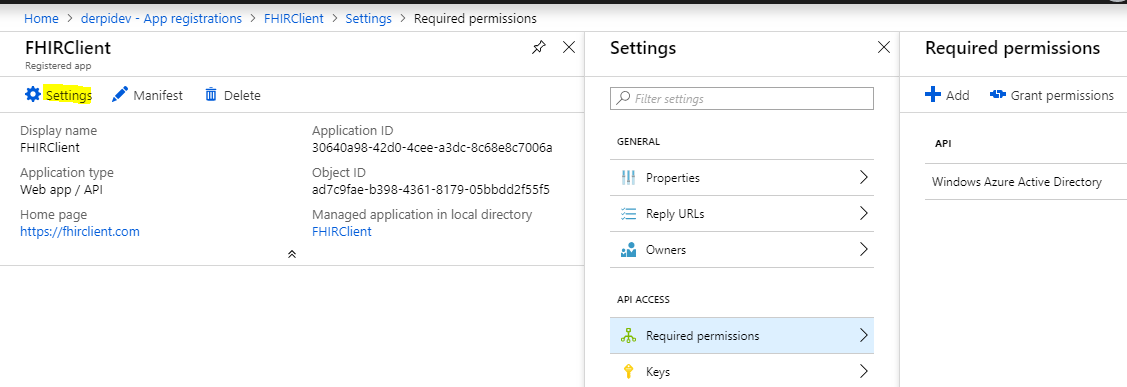 Home > derpidev - App registrations > FHIRClient > Settings > Required permissions
FHIRClient
Registered app
Settings Manifest Delete
Display name
FHIRClient
Application type
Web app / API
Home page
https://fhirclient.com
Application ID
30640a98-42d0-4cee-a3dc-8c68e8c7006a
Object ID
ad7c9fae-b398-4361-8179-05bbdd2f55f5
Managed application in local directory
FHIRClient
Settings
Filter settings
GENERAL
Properties
Reply URLs
Owners
API ACCESS
Required permissions
Keys
Required permissions
Add Grant permissions
API
Windows Azure Active Directory